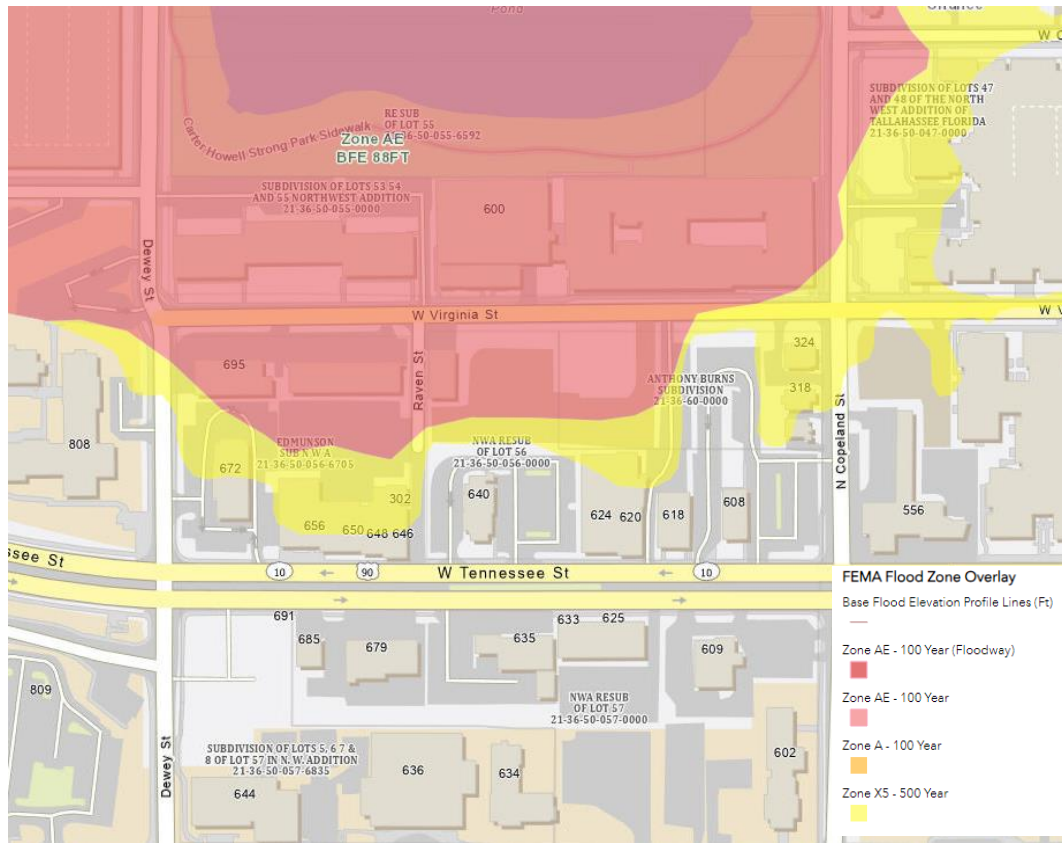 Pond
W C
SUBDIVISION OF LOTS 47
AND 48 OF THE NORTH
WEST ADDITION OF
TALLAHASSEE FLORIDA
21-36-50-047-0000
RE SUB
OF LOT 55
21-36-50-055-6592
Carter-Howell Strong Park Sidewalk
Zone AE
BFE 88FT
SUBDIVISION OF LOTS 53 54
AND 55 NORTHWEST ADDITION
21-36-50-055-0000
600
Dewey St
W Virginia St
W V
324
695
Raven St
ANTHONY BURNS
SUBDIVISION
21-36-60-0000
318
N Copeland St
808
EDMUNSON
SUB N W A
21-36-50-056-6705
NWA RESUB
OF LOT 56
21-36-50-056-0000
672
302
640
656
650
648
646
624
620
618
608
556
ssee St
10
90
W Tennessee St
10
691
685
679
635
633
625
609
809
NWA RESUB
OF LOT 57
21-36-50-057-0000
SUBDIVISION OF LOTS 5, 6 7 &
8 OF LOT 57 IN N. W. ADDITION
21-36-50-057-6835
Dewey St
644
636
634
602
FEMA Flood Zone Overlay
Base Flood Elevation Profile Lines (Ft)
Zone AE - 100 Year (Floodway)
Zone AE - 100 Year
Zone A - 100 Year
Zone X5 - 500 Year